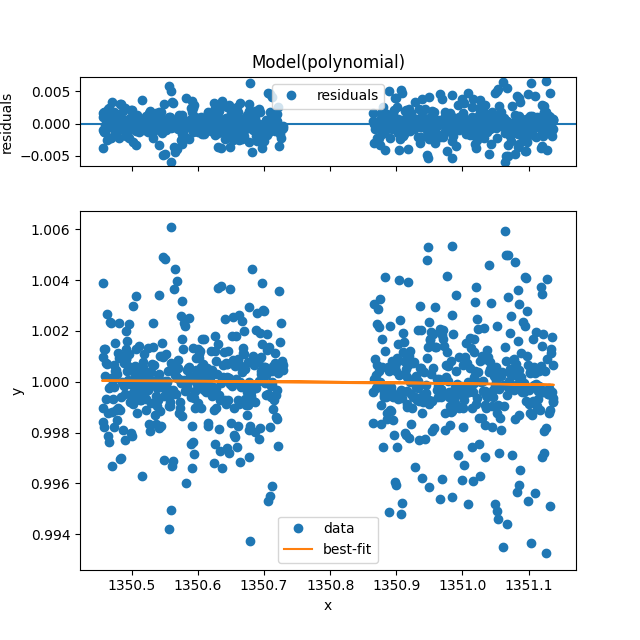 Model(polynomial)
residuals
0.005
0.000
−0.005
residuals
1.006
1.004
1.002
1.000
0.998
0.996
0.994
y
data
best-fit
1350.5 1350.6 1350.7 1350.8 1350.9 1351.0 1351.1
x